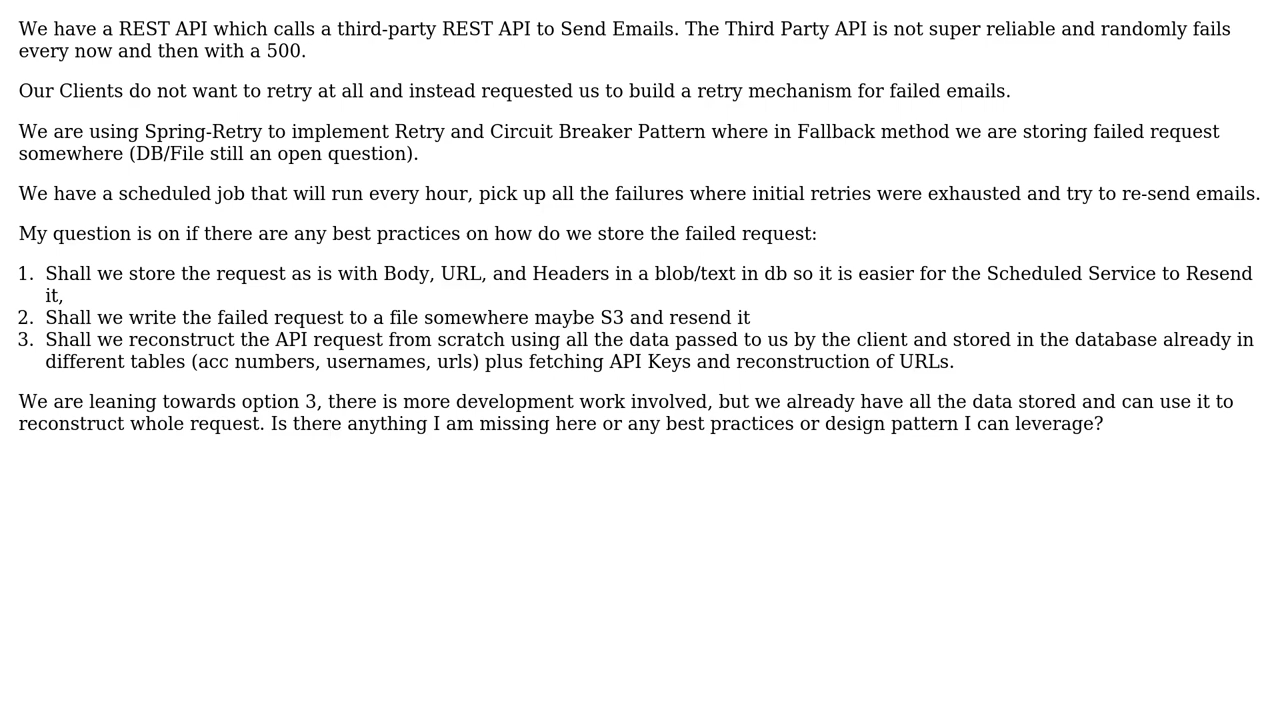 We have a REST API which calls a third-party REST API to Send Emails. The Third Party API is not super reliable and randomly fails
every now and then with a 500.
Our Clients do not want to retry at all and instead requested us to build a retry mechanism for failed emails.
We are using Spring-Retry to implement Retry and Circuit Breaker Pattern where in Fallback method we are storing failed request
somewhere (DB/File still an open question).
We have a scheduled job that will run every hour, pick up all the failures where initial retries were exhausted and try to re-send emails.
My question is on if there are any best practices on how do we store the failed request:
1. Shall we store the request as is with Body, URL, and Headers in a blob/text in db so it is easier for the Scheduled Service to Resend
it,
2. Shall we write the failed request to a file somewhere maybe S3 and resend it
3. Shall we reconstruct the API request from scratch using all the data passed to us by the client and stored in the database already in
different tables (acc numbers, usernames, urls) plus fetching API Keys and reconstruction of URLs.
We are leaning towards option 3, there is more development work involved, but we already have all the data stored and can use it to
reconstruct whole request. Is there anything I am missing here or any best practices or design pattern I can leverage?